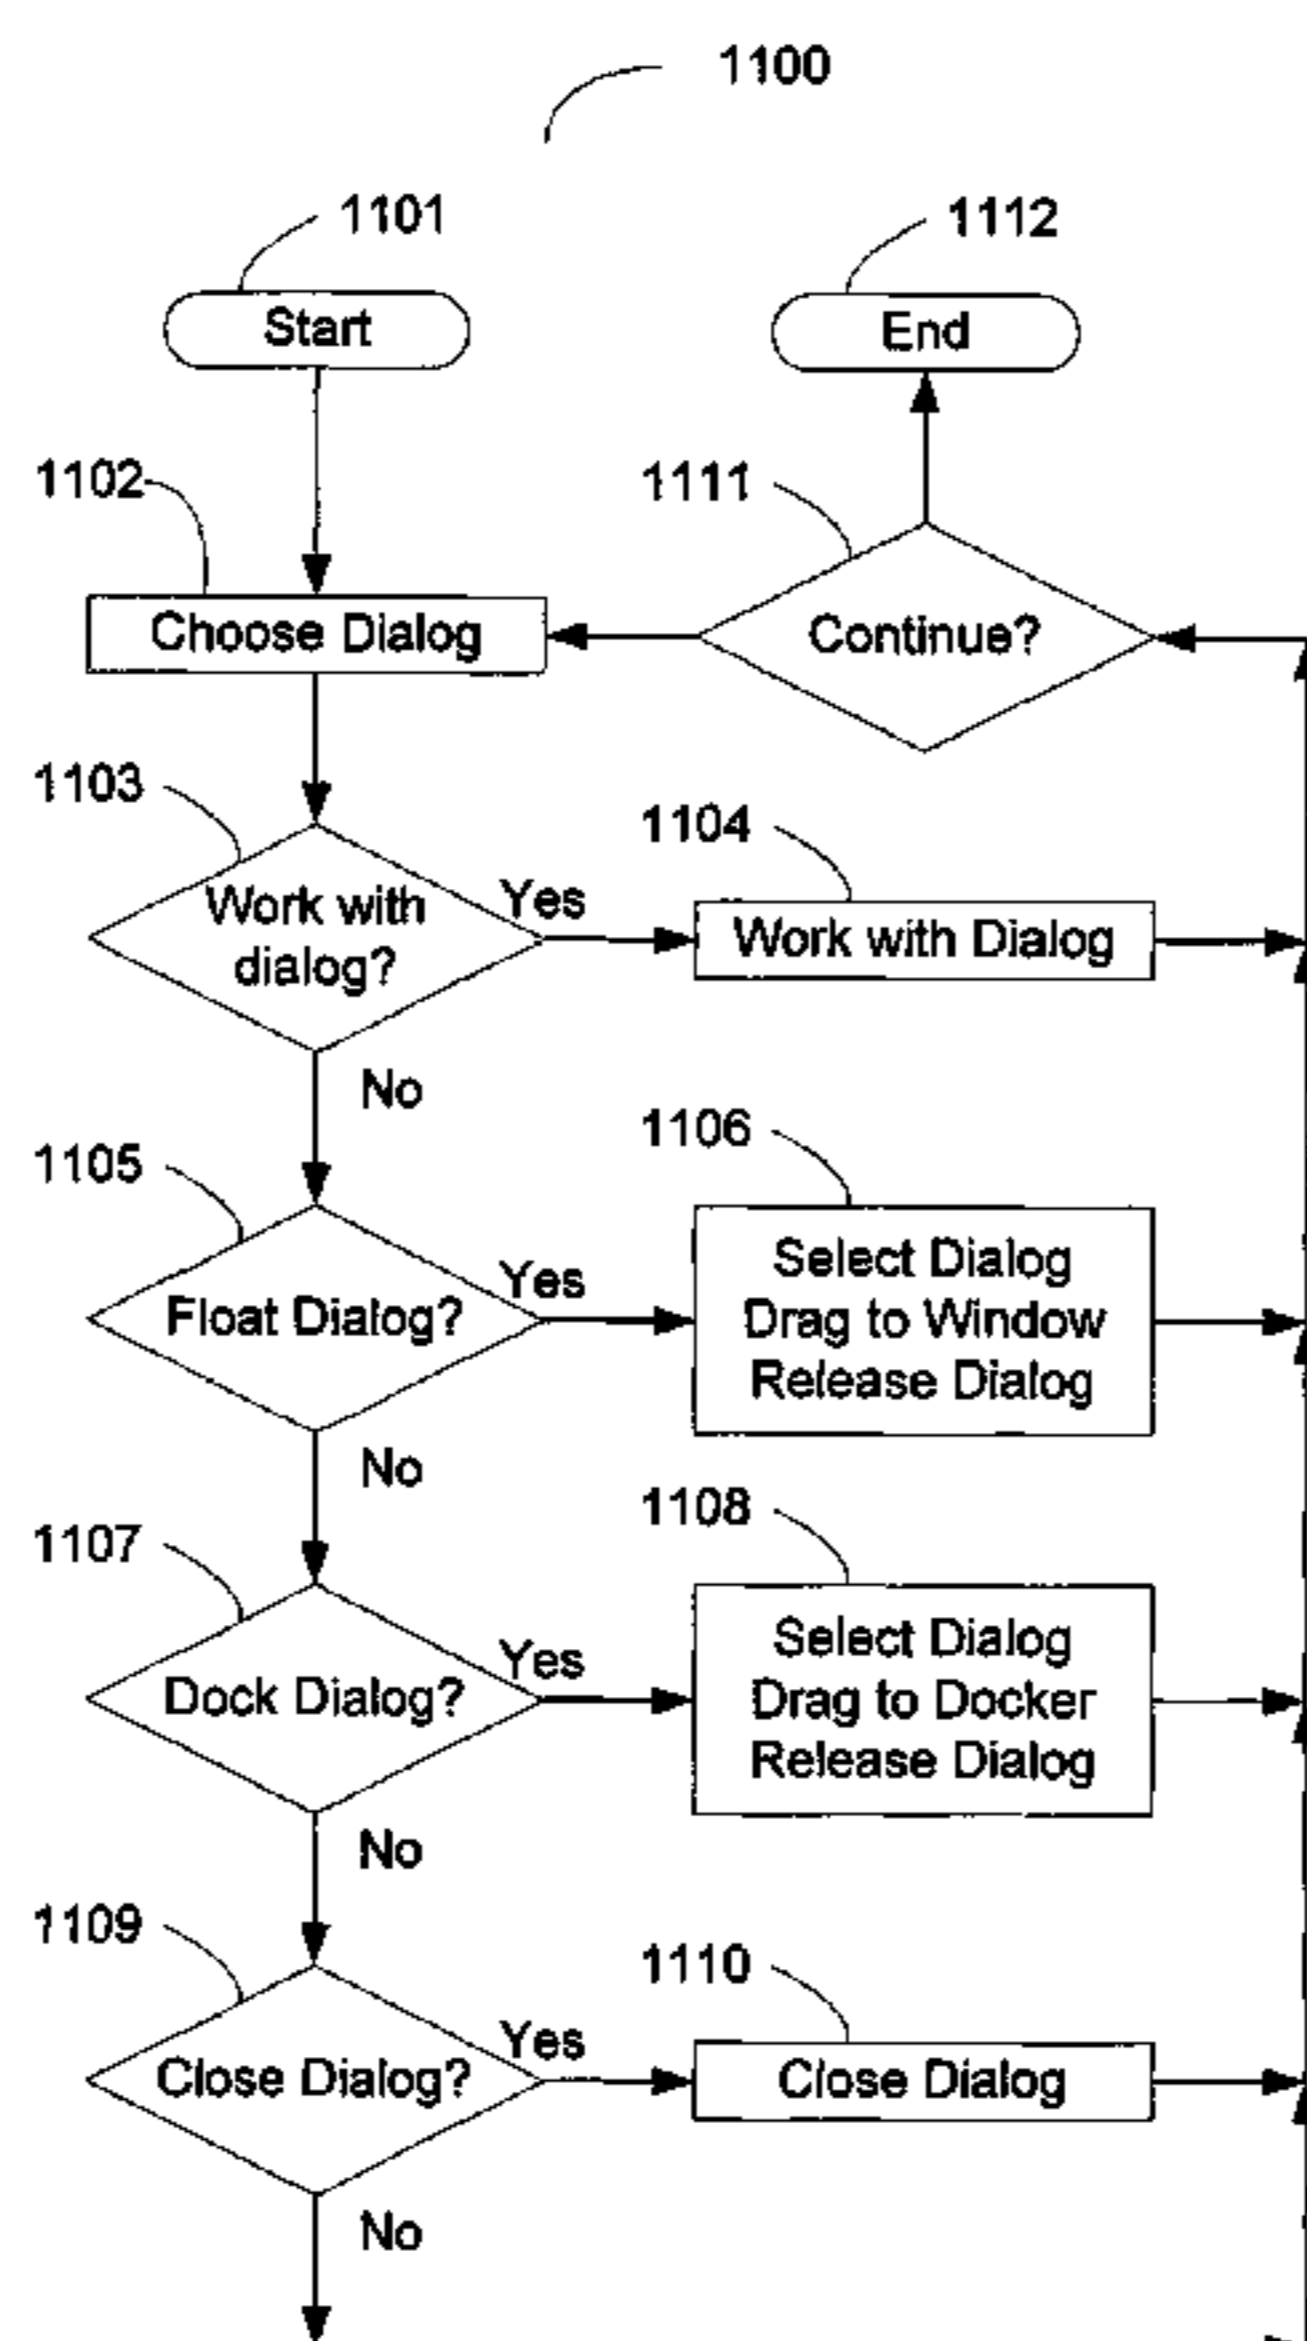 1100
1101
1112
Start
End
1102
1111
Choose Dialog
Continue?
1103
1104
Work with
dialog?
Yes
Work with Dialog
No
1105
1106
Float Dialog?
Yes
Select Dialog
Drag to Window
Release Dialog
No
1107
1108
Dock Dialog?
Yes
Select Dialog
Drag to Docker
Release Dialog
No
1109
1110
Close Dialog?
Yes
Close Dialog
No